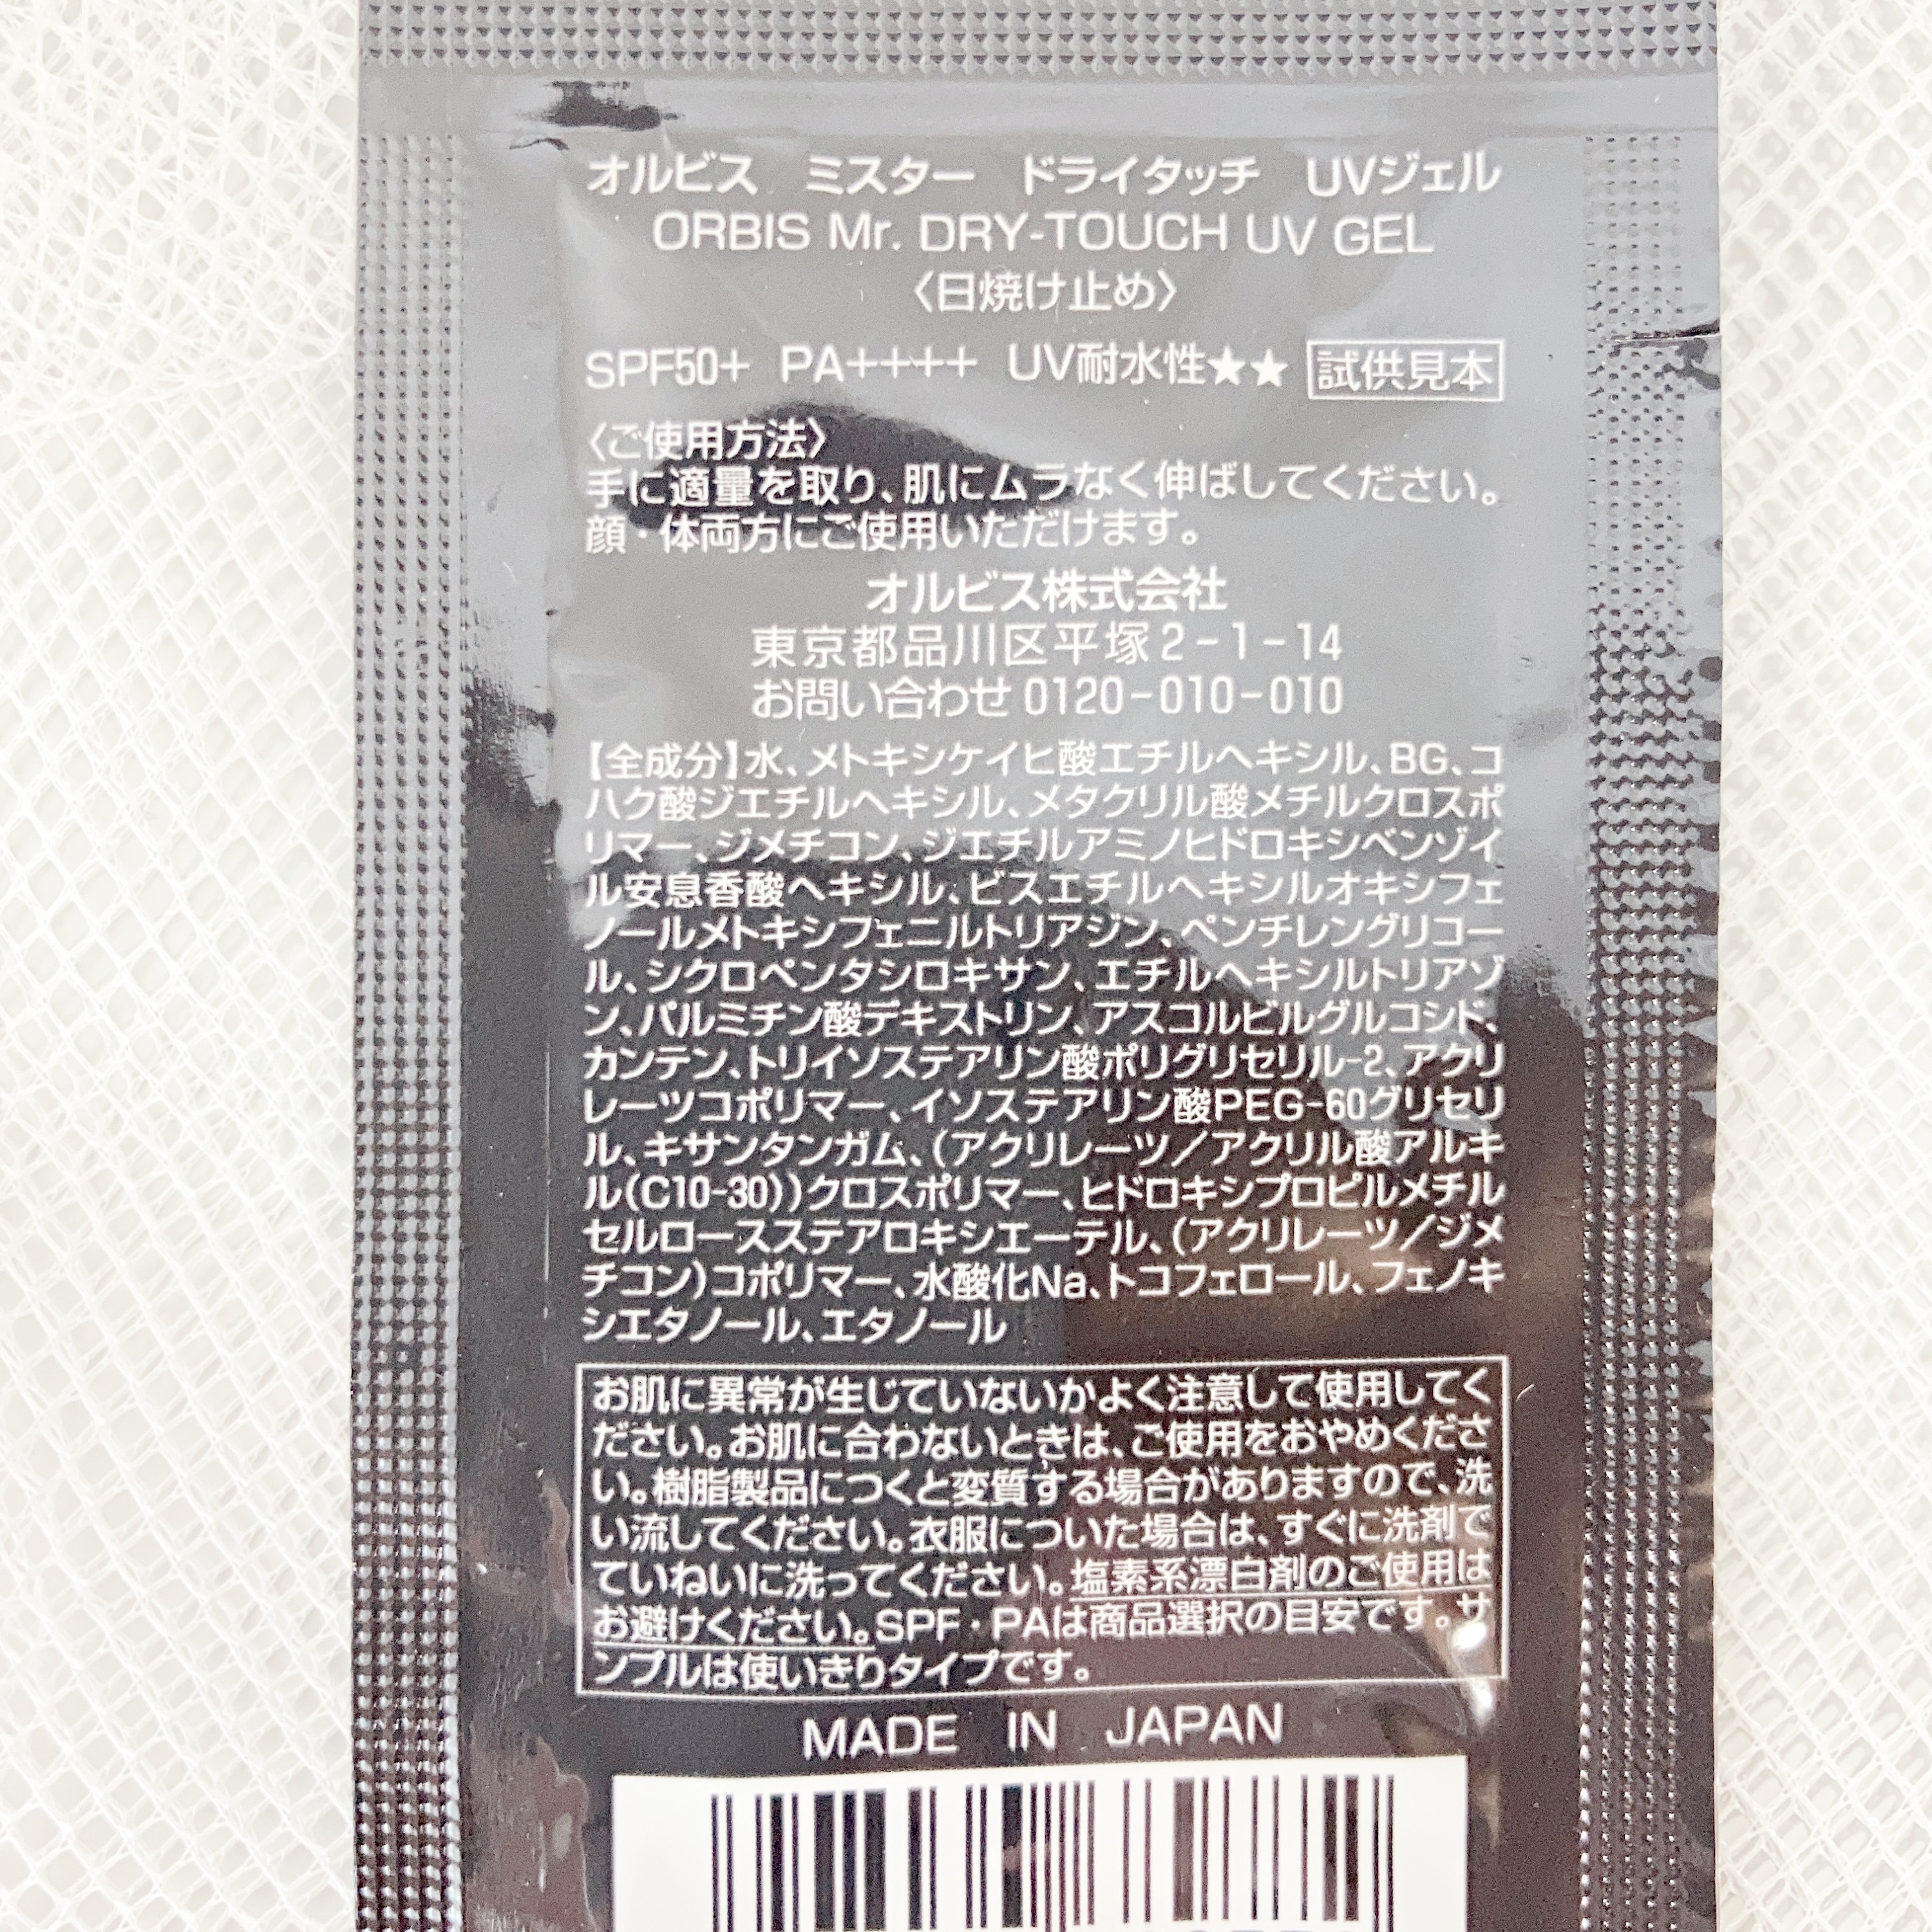 オルビス　ミスター　ドライタッチ　UVジェル
ORBIS Mr. DRY-TOUCH UV GEL
〈日焼け止め〉
SPF50+ PA++++ UV耐水性★★ 試供見本
〈ご使用方法〉
手に適量を取り、肌にムラなく伸ばしてください。
顔・体両方にご使用いただけます。
オルビス株式会社
東京都品川区平塚2-1-14
お問い合わせ0120-010-010
【全成分】水、メトキシケイヒ酸エチルヘキシル、BG、コ
ハク酸ジエチルヘキシル、メタクリル酸メチルクロスポ
リマー、ジメチコン、ジエチルアミノヒドロキシベンゾイ
ル安息香酸ヘキシル、ビスエチルヘキシルオキシフェ
ノールメトキシフェニルトリアジン、ペンチレングリコー
ル、シクロペンタシロキサン、エチルヘキシルトリアゾ
ン、パルミチン酸デキストリン、アスコルビルグルコシド、
カンテン、トリイソステアリン酸ポリグリセリル-2、アクリ
レーツコポリマー、イソステアリン酸PEG-60グリセリ
ル、キサンタンガム、(アクリレーツ／アクリル酸アルキ
ル(C10-30))クロスポリマー、ヒドロキシプロピルメチル
セルロースステアロキシエーテル、(アクリレーツ／ジメ
チコン)コポリマー、水酸化Na、トコフェロール、フェノキ
シエタノール、エタノール
お肌に異常が生じていないかよく注意して使用してく
ださい。お肌に合わないときは、ご使用をおやめくださ
い。樹脂製品につくと変質する場合がありますので、洗
い流してください。衣服についた場合は、すぐに洗剤で
ていねいに洗ってください。塩素系漂白剤のご使用は
お避けください。SPF・PAは商品選択の目安です。サ
ンプルは使いきりタイプです。
MADE IN JAPAN